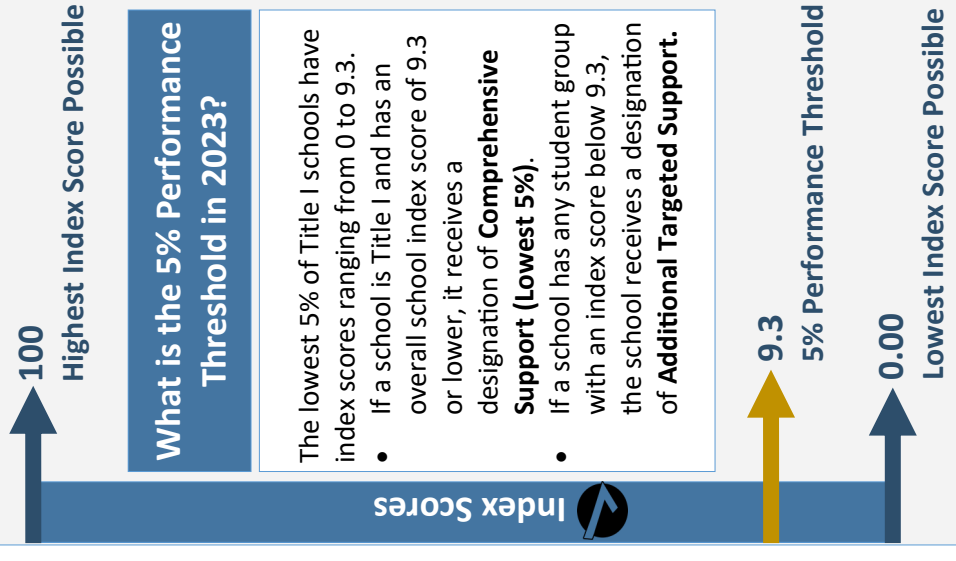 100
Highest Index Score Possible
What is the 5% Performance
Threshold in 2023?
The lowest 5% of Title I schools have
index scores ranging from 0 to 9.3.
• If a school is Title I and has an
overall school index score of 9.3
or lower, it receives a
designation of Comprehensive
Support (Lowest 5%).
• If a school has any student group
with an index score below 9.3,
the school receives a designation
of Additional Targeted Support.
Index Scores
9.3
5% Performance Threshold
0.00
Lowest Index Score Possible